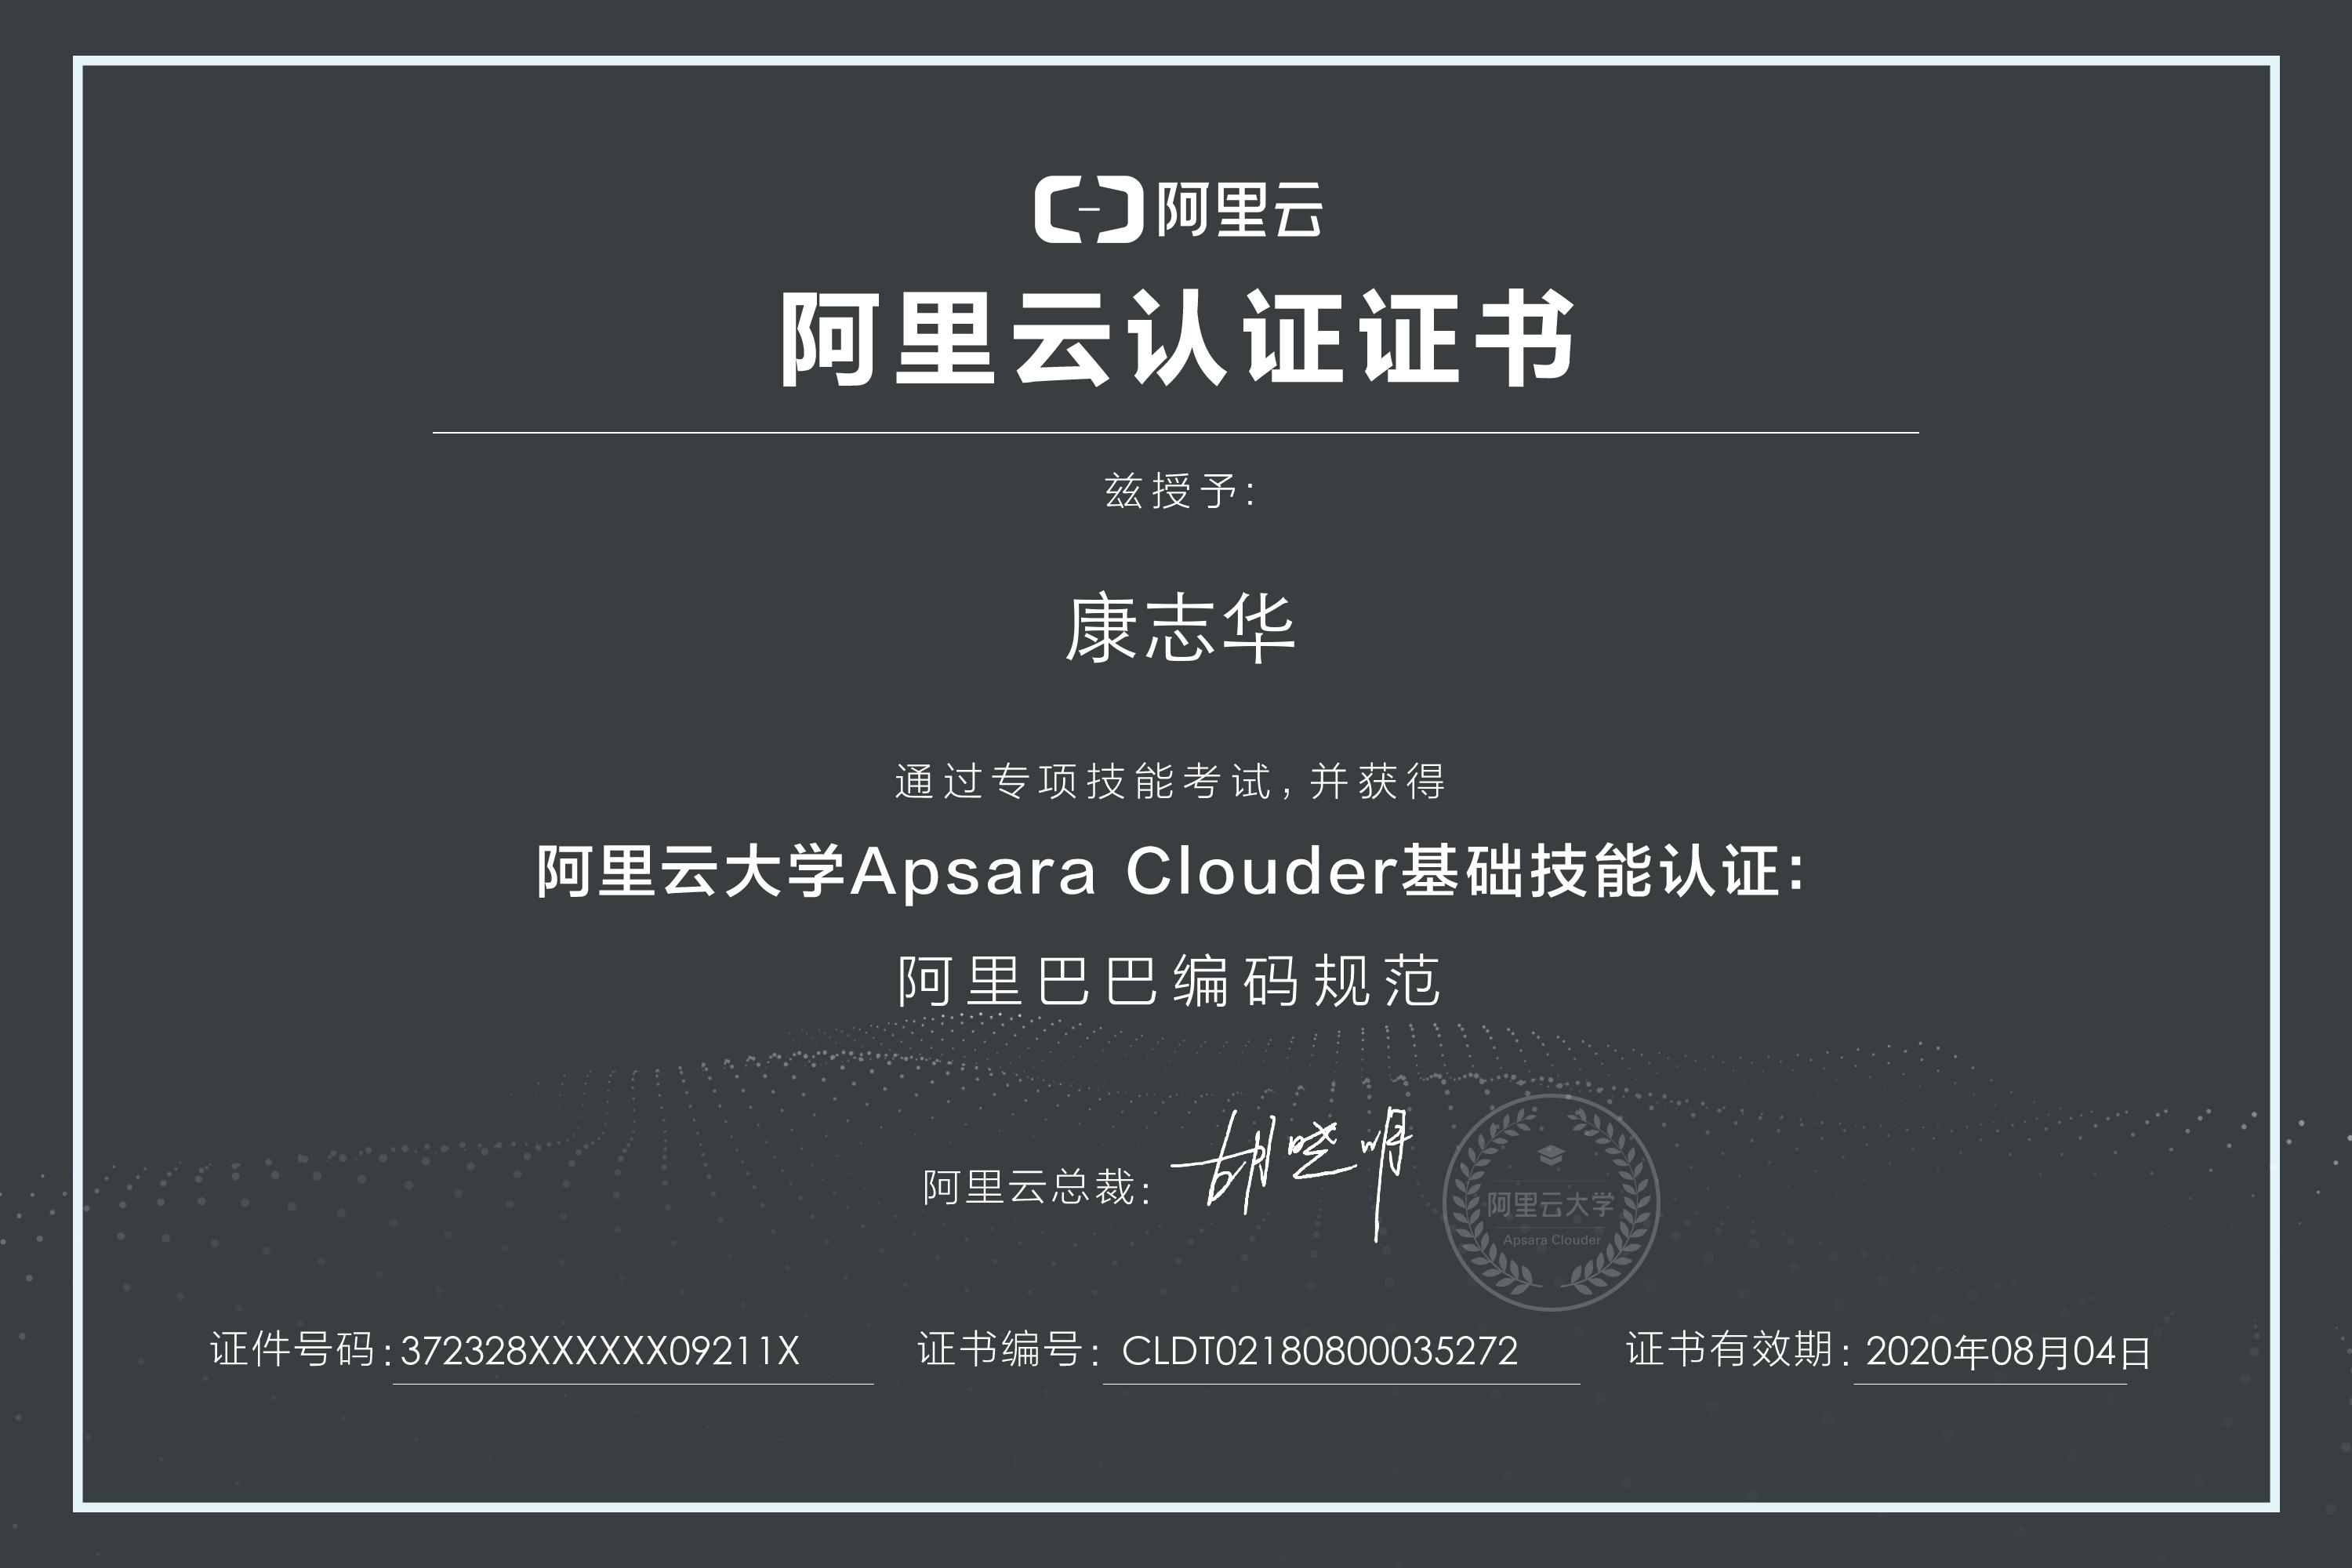 阿里云
阿里云认证证书
兹授予：
康志华
通过专项技能考试，并获得
阿里云大学Apsara Clouder基础技能认证：
阿里巴巴编码规范
阿里云总裁：
胡晓明
阿里云大学
Apsara Clouder
证件号码：372328XXXXXX09211X
证书编号：CLDT02180800035272
证书有效期：2020年08月04日